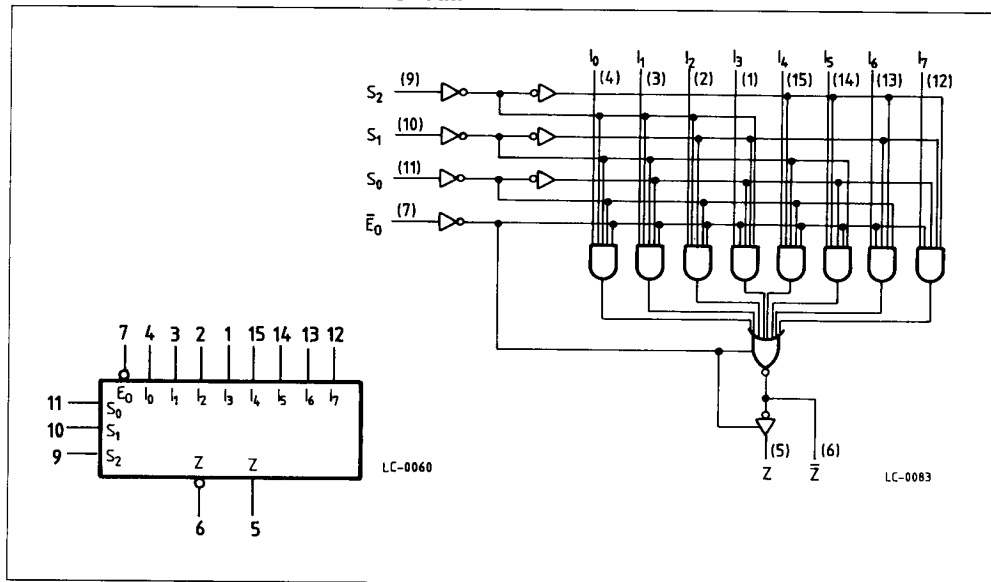 I₀ I₁ I₂ I₃ I₄ I₅ I₆ I₇
(4) (3) (2) (1) (15) (14) (13) (12)
S₂ (9)
S₁ (10)
S₀ (11)
E̅₀ (7)
7 4 3 2 1 15 14 13 12
E₀ I₀ I₁ I₂ I₃ I₄ I₅ I₆ I₇
11 S₀
10 S₁
9 S₂
Z Z
LC-0060
6 5
(5) (6)
Z Z̅
LC-0083